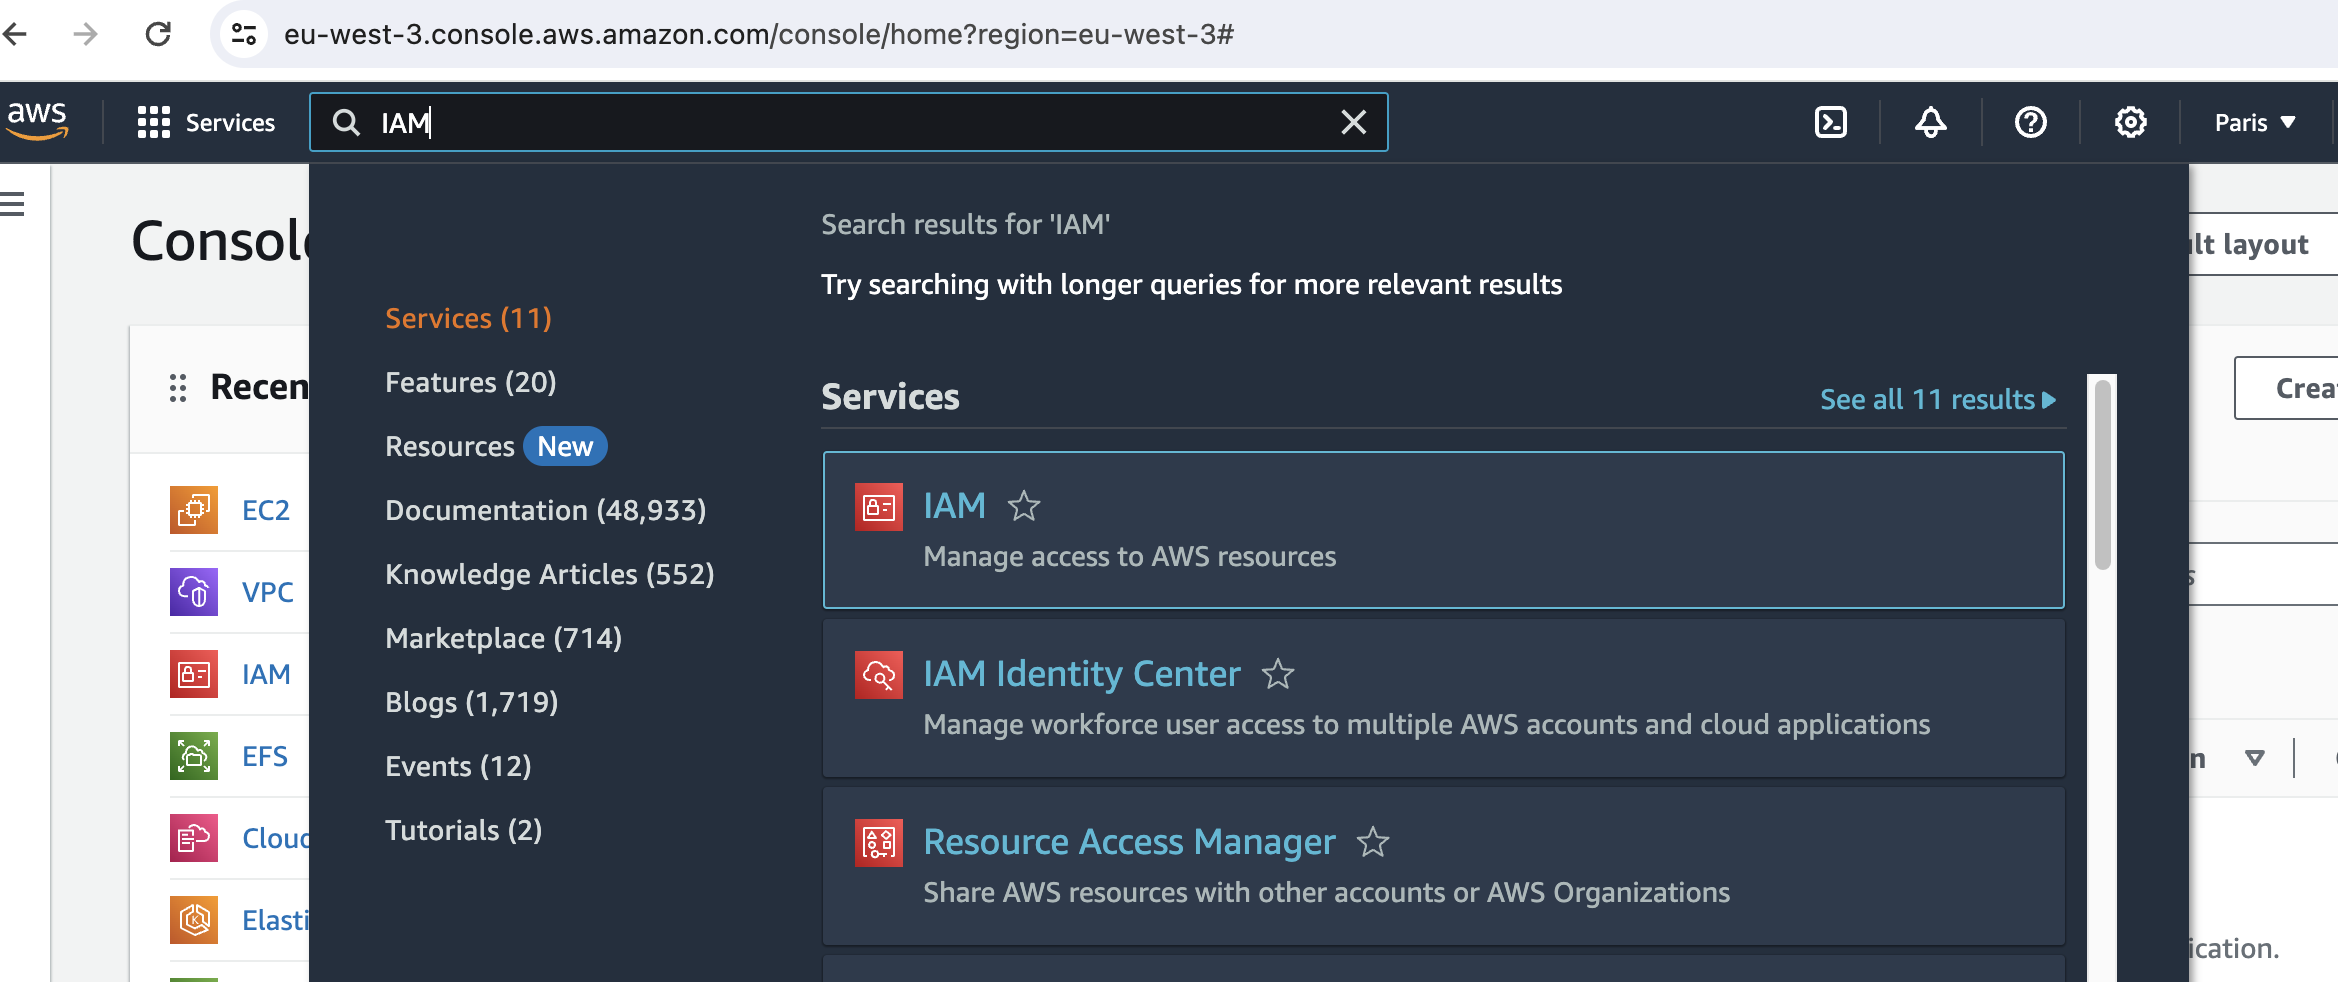 eu-west-3.console.aws.amazon.com/console/home?region=eu-west-3#
aws
Services
IAM
Paris
Consol
Search results for 'IAM'
Try searching with longer queries for more relevant results
lt layout
Services (11)
Features (20)
Resources New
Documentation (48,933)
Knowledge Articles (552)
Marketplace (714)
Blogs (1,719)
Events (12)
Tutorials (2)
Services
See all 11 results
IAM
Manage access to AWS resources
IAM Identity Center
Manage workforce user access to multiple AWS accounts and cloud applications
Resource Access Manager
Share AWS resources with other accounts or AWS Organizations
Recen
EC2
VPC
IAM
EFS
Cloud
Elasti
Crea
s
n
ication.